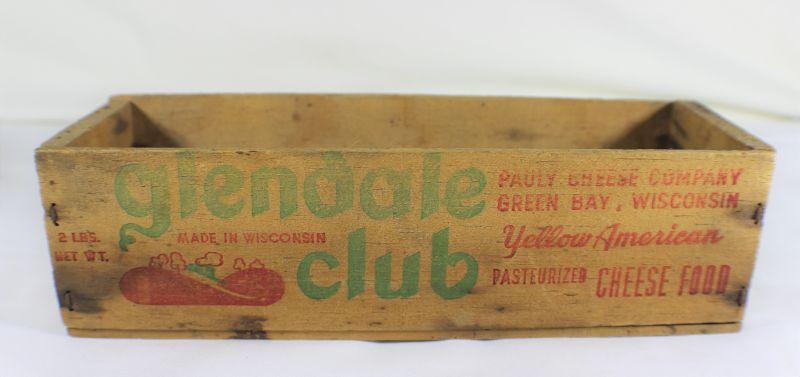 glendale
club
2 LBS.
NET WT.
MADE IN WISCONSIN
PAULY CHEESE COMPANY
GREEN BAY, WISCONSIN
Yellow American
PASTEURIZED CHEESE FOOD